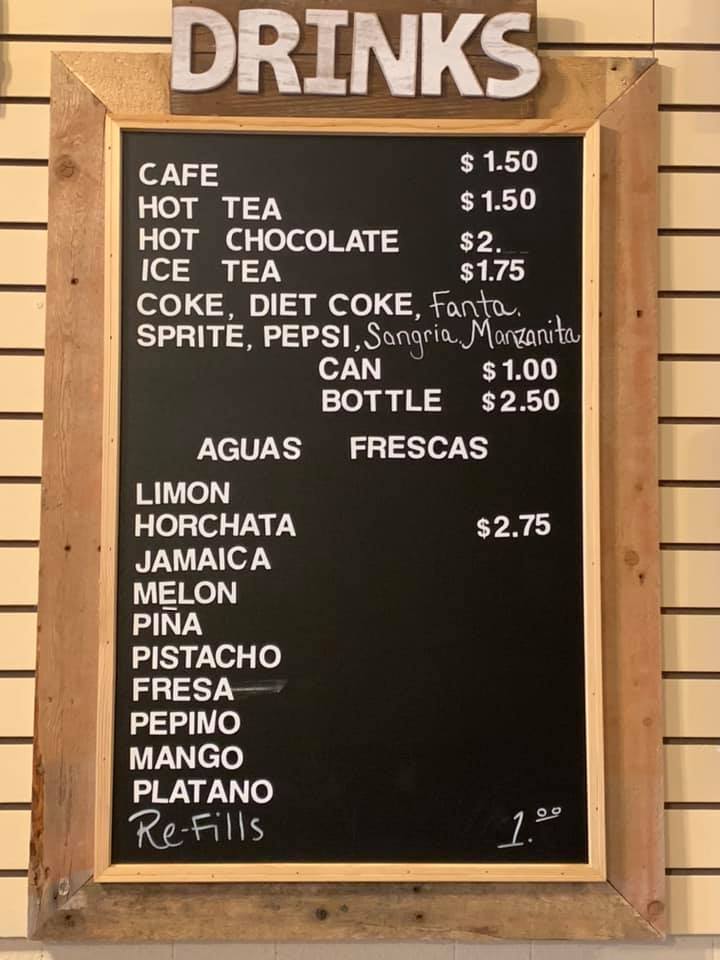 DRINKS
CAFE $1.50
HOT TEA $1.50
HOT CHOCOLATE $2.
ICE TEA $1.75
COKE, DIET COKE, Fanta,
SPRITE, PEPSI, Sangria, Manzanita
CAN $1.00
BOTTLE $2.50
AGUAS FRESCAS
LIMON
HORCHATA $2.75
JAMAICA
MELON
PIÑA
PISTACHO
FRESA
PEPINO
MANGO
PLATANO
Re-Fills 1.00